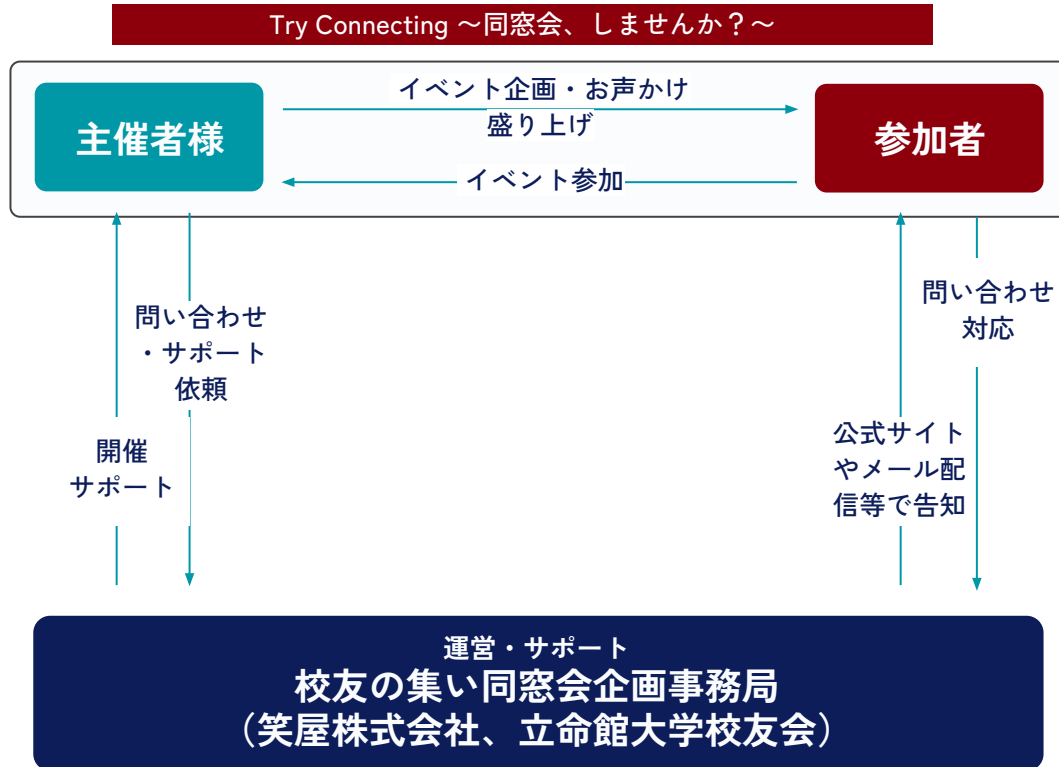 Try Connecting ～同窓会、しませんか？～
主催者様
イベント企画・お声かけ
盛り上げ
イベント参加
参加者
問い合わせ
・サポート
依頼
開催
サポート
問い合わせ
対応
公式サイト
やメール配
信等で告知
運営・サポート
校友の集い同窓会企画事務局
（笑屋株式会社、立命館大学校友会）